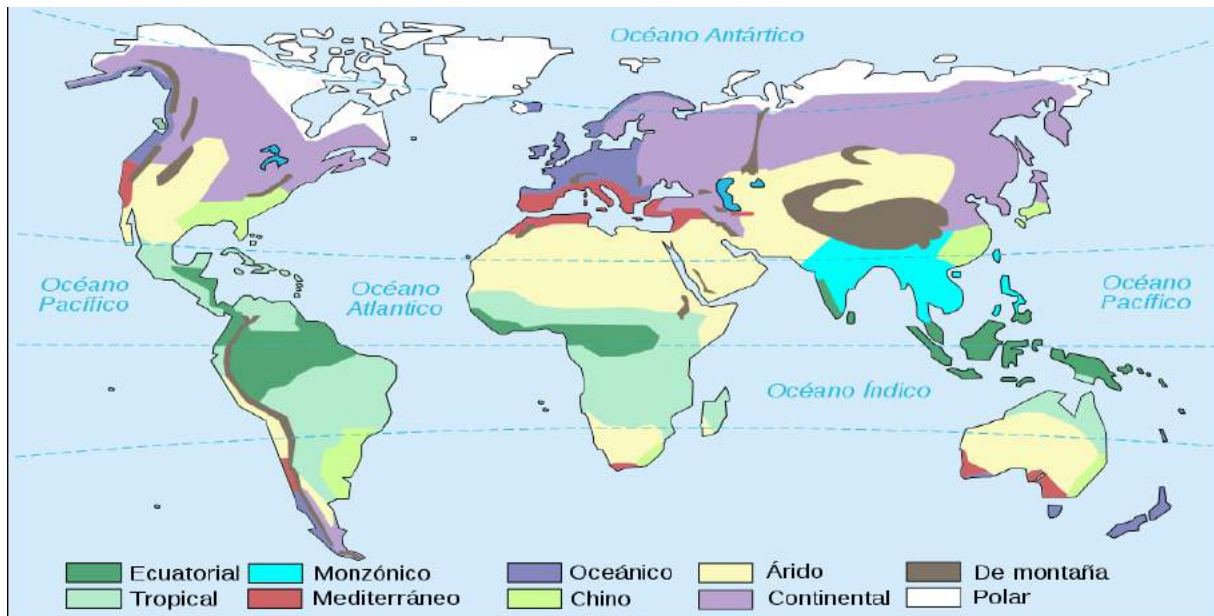 Océano Antártico
Océano
Pacífico
Océano
Atlantico
Océano
Pacífico
Océano Índico
Ecuatorial
Monzónico
Oceánico
Árido
De montaña
Tropical
Mediterráneo
Chino
Continental
Polar